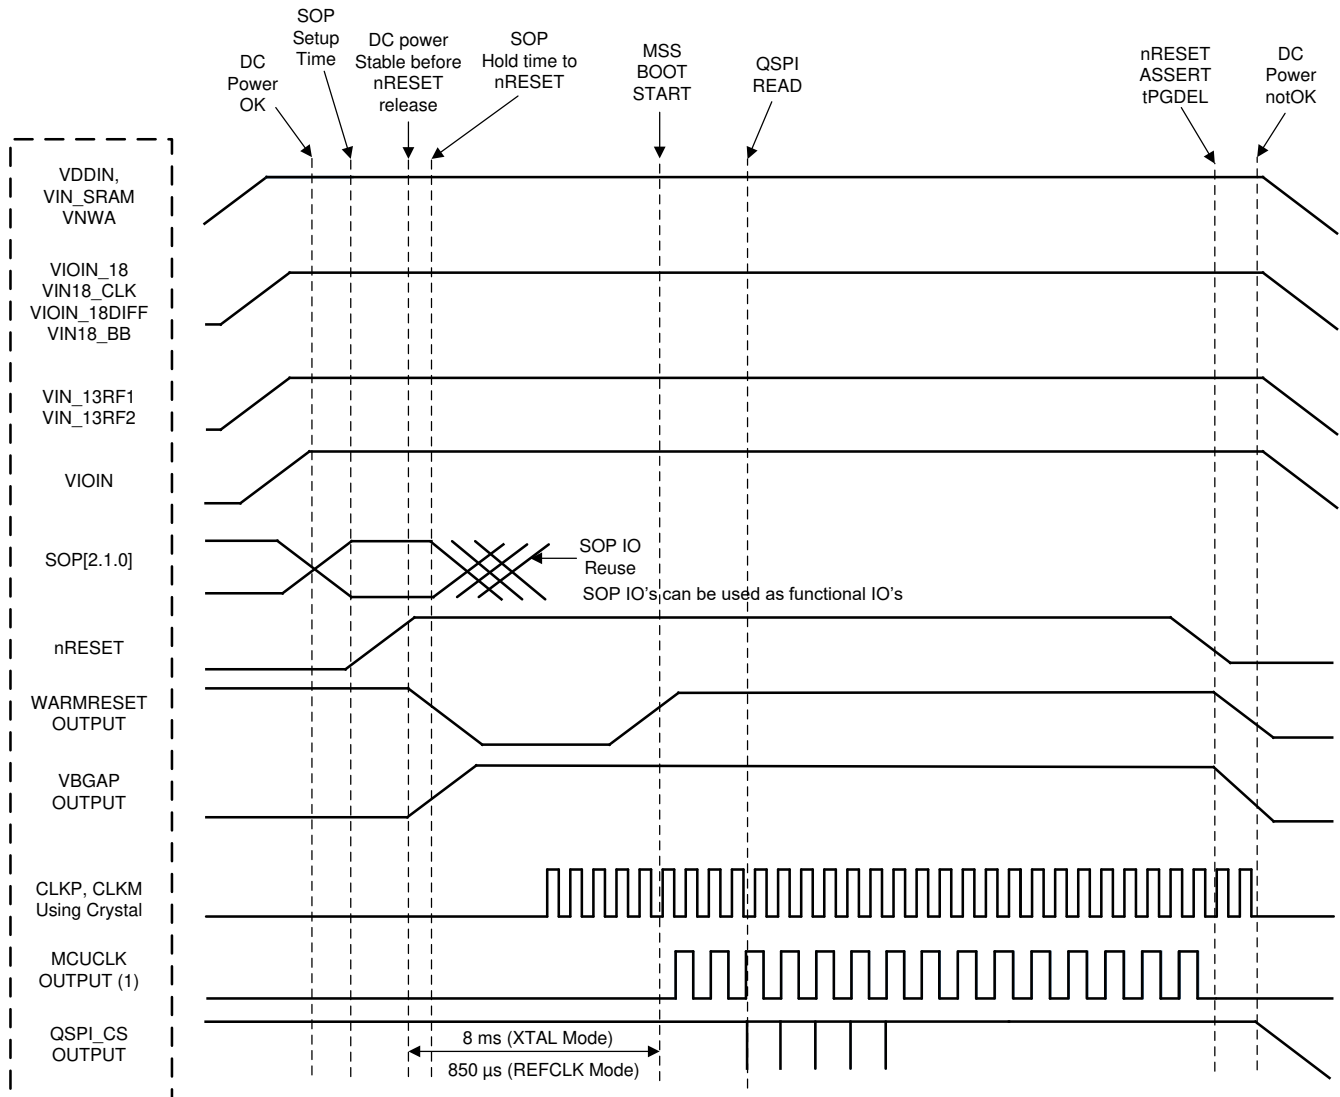 SOP
Setup
Time
DC
Power
OK
DC power
Stable before
nRESET
release
SOP
Hold time to
nRESET
MSS
BOOT
START
QSPI
READ
nRESET
ASSERT
tPGDEL
DC
Power
notOK
VDDIN,
VIN_SRAM
VNWA
VIOIN_18
VIN18_CLK
VIOIN_18DIFF
VIN18_BB
VIN_13RF1
VIN_13RF2
VIOIN
SOP[2.1.0]
SOP IO
Reuse
SOP IO's can be used as functional IO's
nRESET
WARMRESET
OUTPUT
VBGAP
OUTPUT
CLKP, CLKM
Using Crystal
MCUCLK
OUTPUT (1)
QSPI_CS
OUTPUT
8 ms (XTAL Mode)
850 µs (REFCLK Mode)